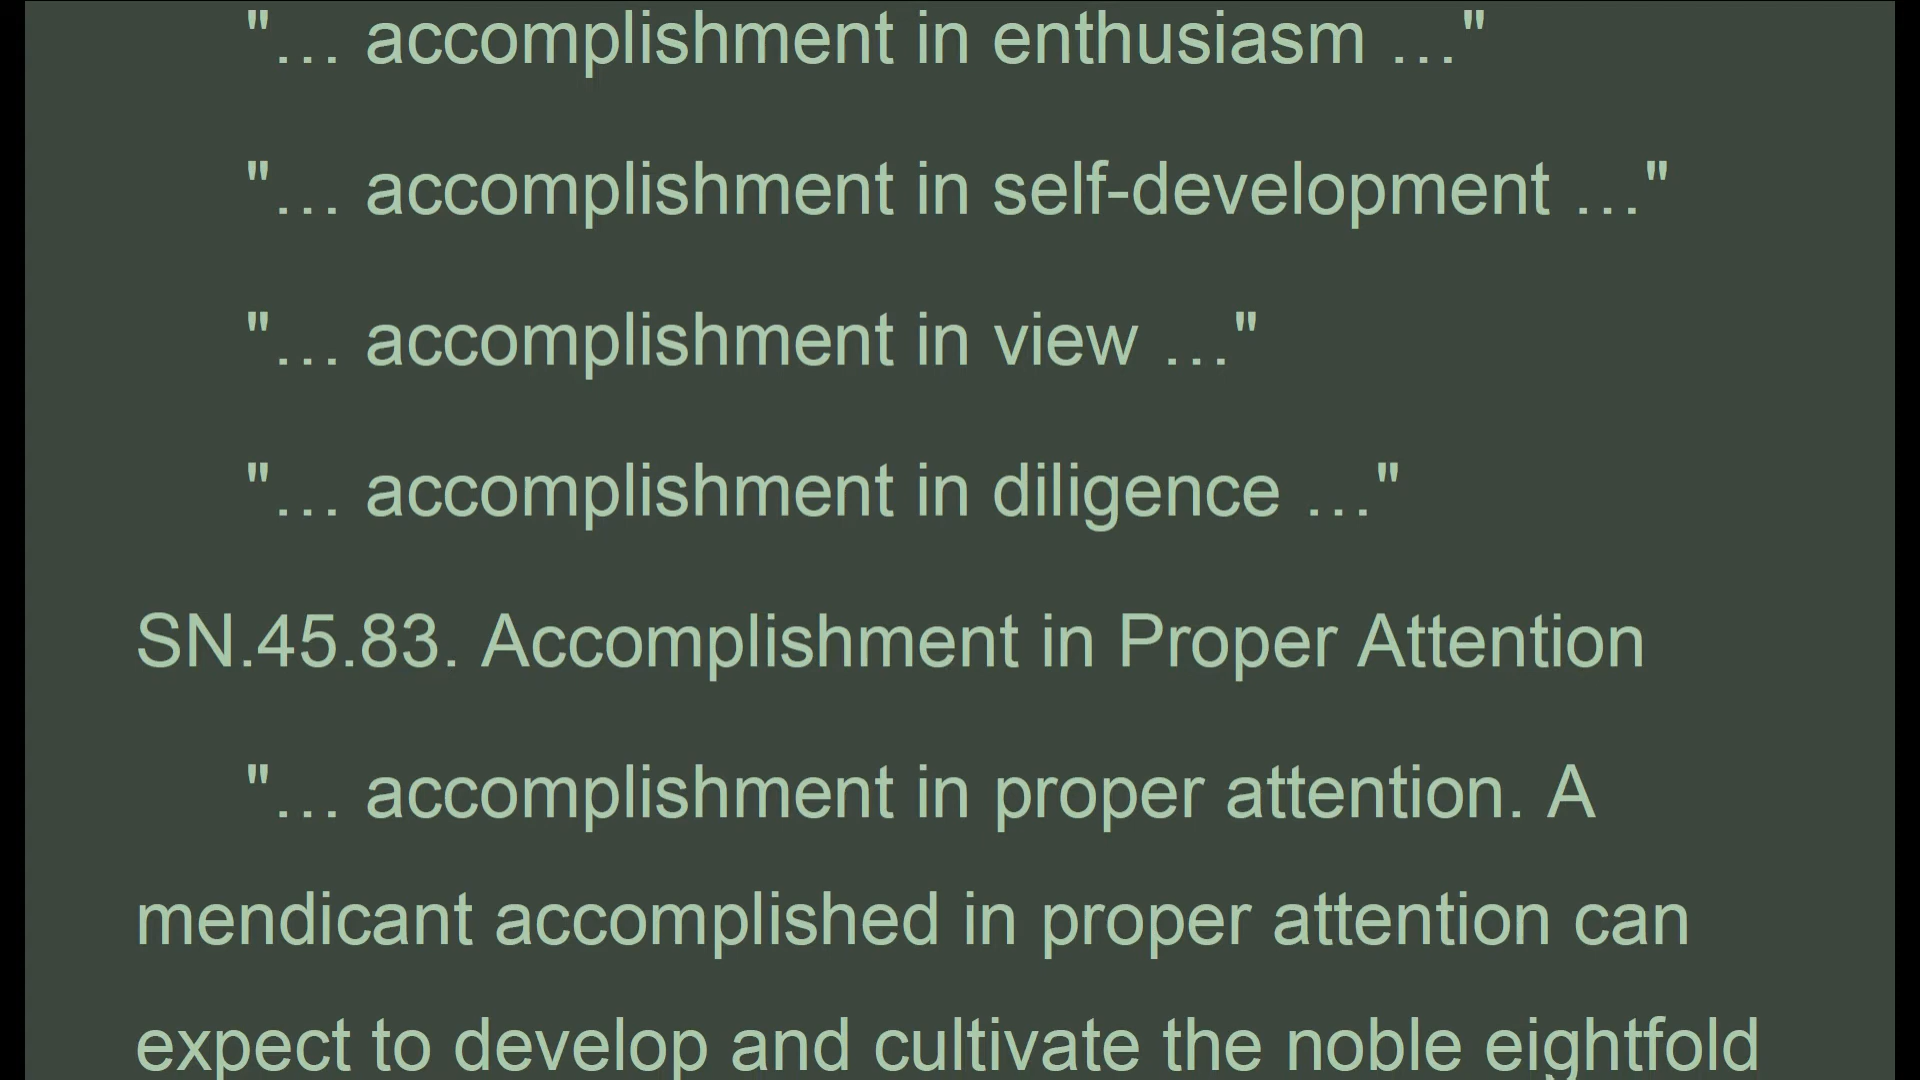 "… accomplishment in enthusiasm …"
"… accomplishment in self-development …"
"… accomplishment in view …"
"… accomplishment in diligence …"
SN.45.83. Accomplishment in Proper Attention
"… accomplishment in proper attention. A
mendicant accomplished in proper attention can
expect to develop and cultivate the noble eightfold